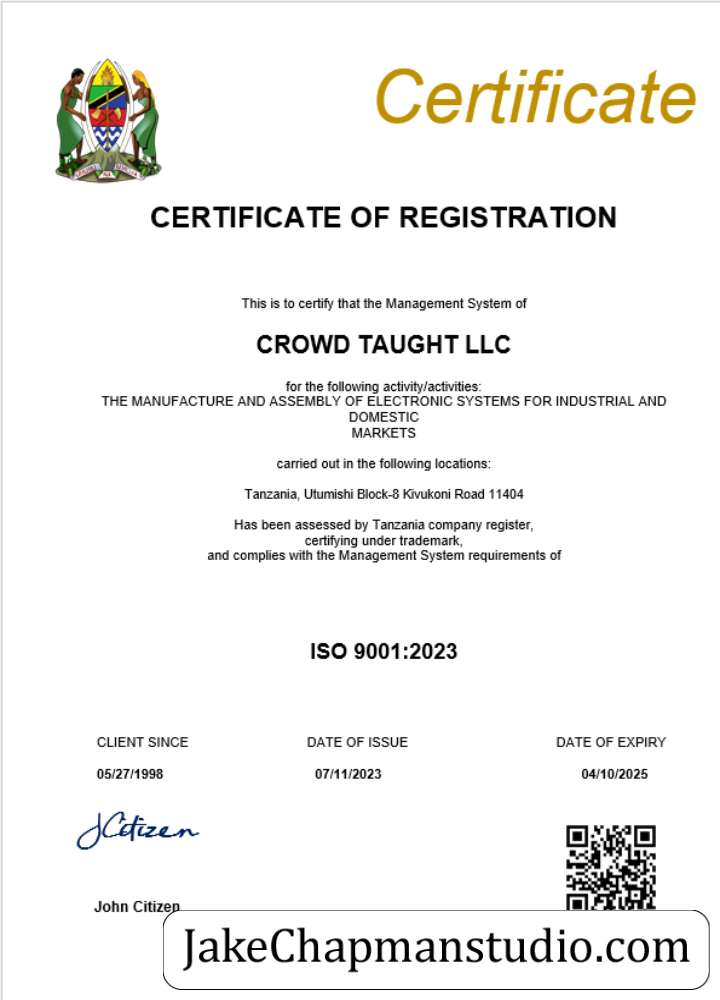 Certificate
CERTIFICATE OF REGISTRATION
This is to certify that the Management System of
CROWD TAUGHT LLC
for the following activity/activities:
THE MANUFACTURE AND ASSEMBLY OF ELECTRONIC SYSTEMS FOR INDUSTRIAL AND
DOMESTIC
MARKETS
carried out in the following locations:
Tanzania, Utumishi Block-8 Kivukoni Road 11404
Has been assessed by Tanzania company register,
certifying under trademark,
and complies with the Management System requirements of
ISO 9001:2023
CLIENT SINCE DATE OF ISSUE DATE OF EXPIRY
05/27/1998 07/11/2023 04/10/2025
JCitizen
John Citizen
JakeChapmanstudio.com